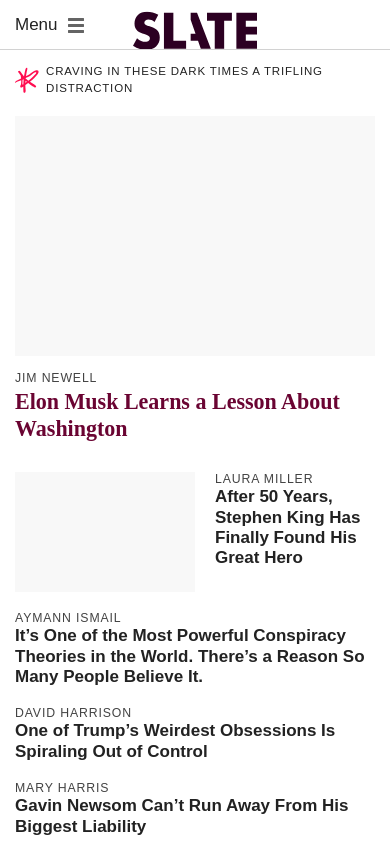 Menu
SLATE
CRAVING IN THESE DARK TIMES A TRIFLING
DISTRACTION
JIM NEWELL
Elon Musk Learns a Lesson About
Washington
LAURA MILLER
After 50 Years,
Stephen King Has
Finally Found His
Great Hero
AYMANN ISMAIL
It’s One of the Most Powerful Conspiracy
Theories in the World. There’s a Reason So
Many People Believe It.
DAVID HARRISON
One of Trump’s Weirdest Obsessions Is
Spiraling Out of Control
MARY HARRIS
Gavin Newsom Can’t Run Away From His
Biggest Liability